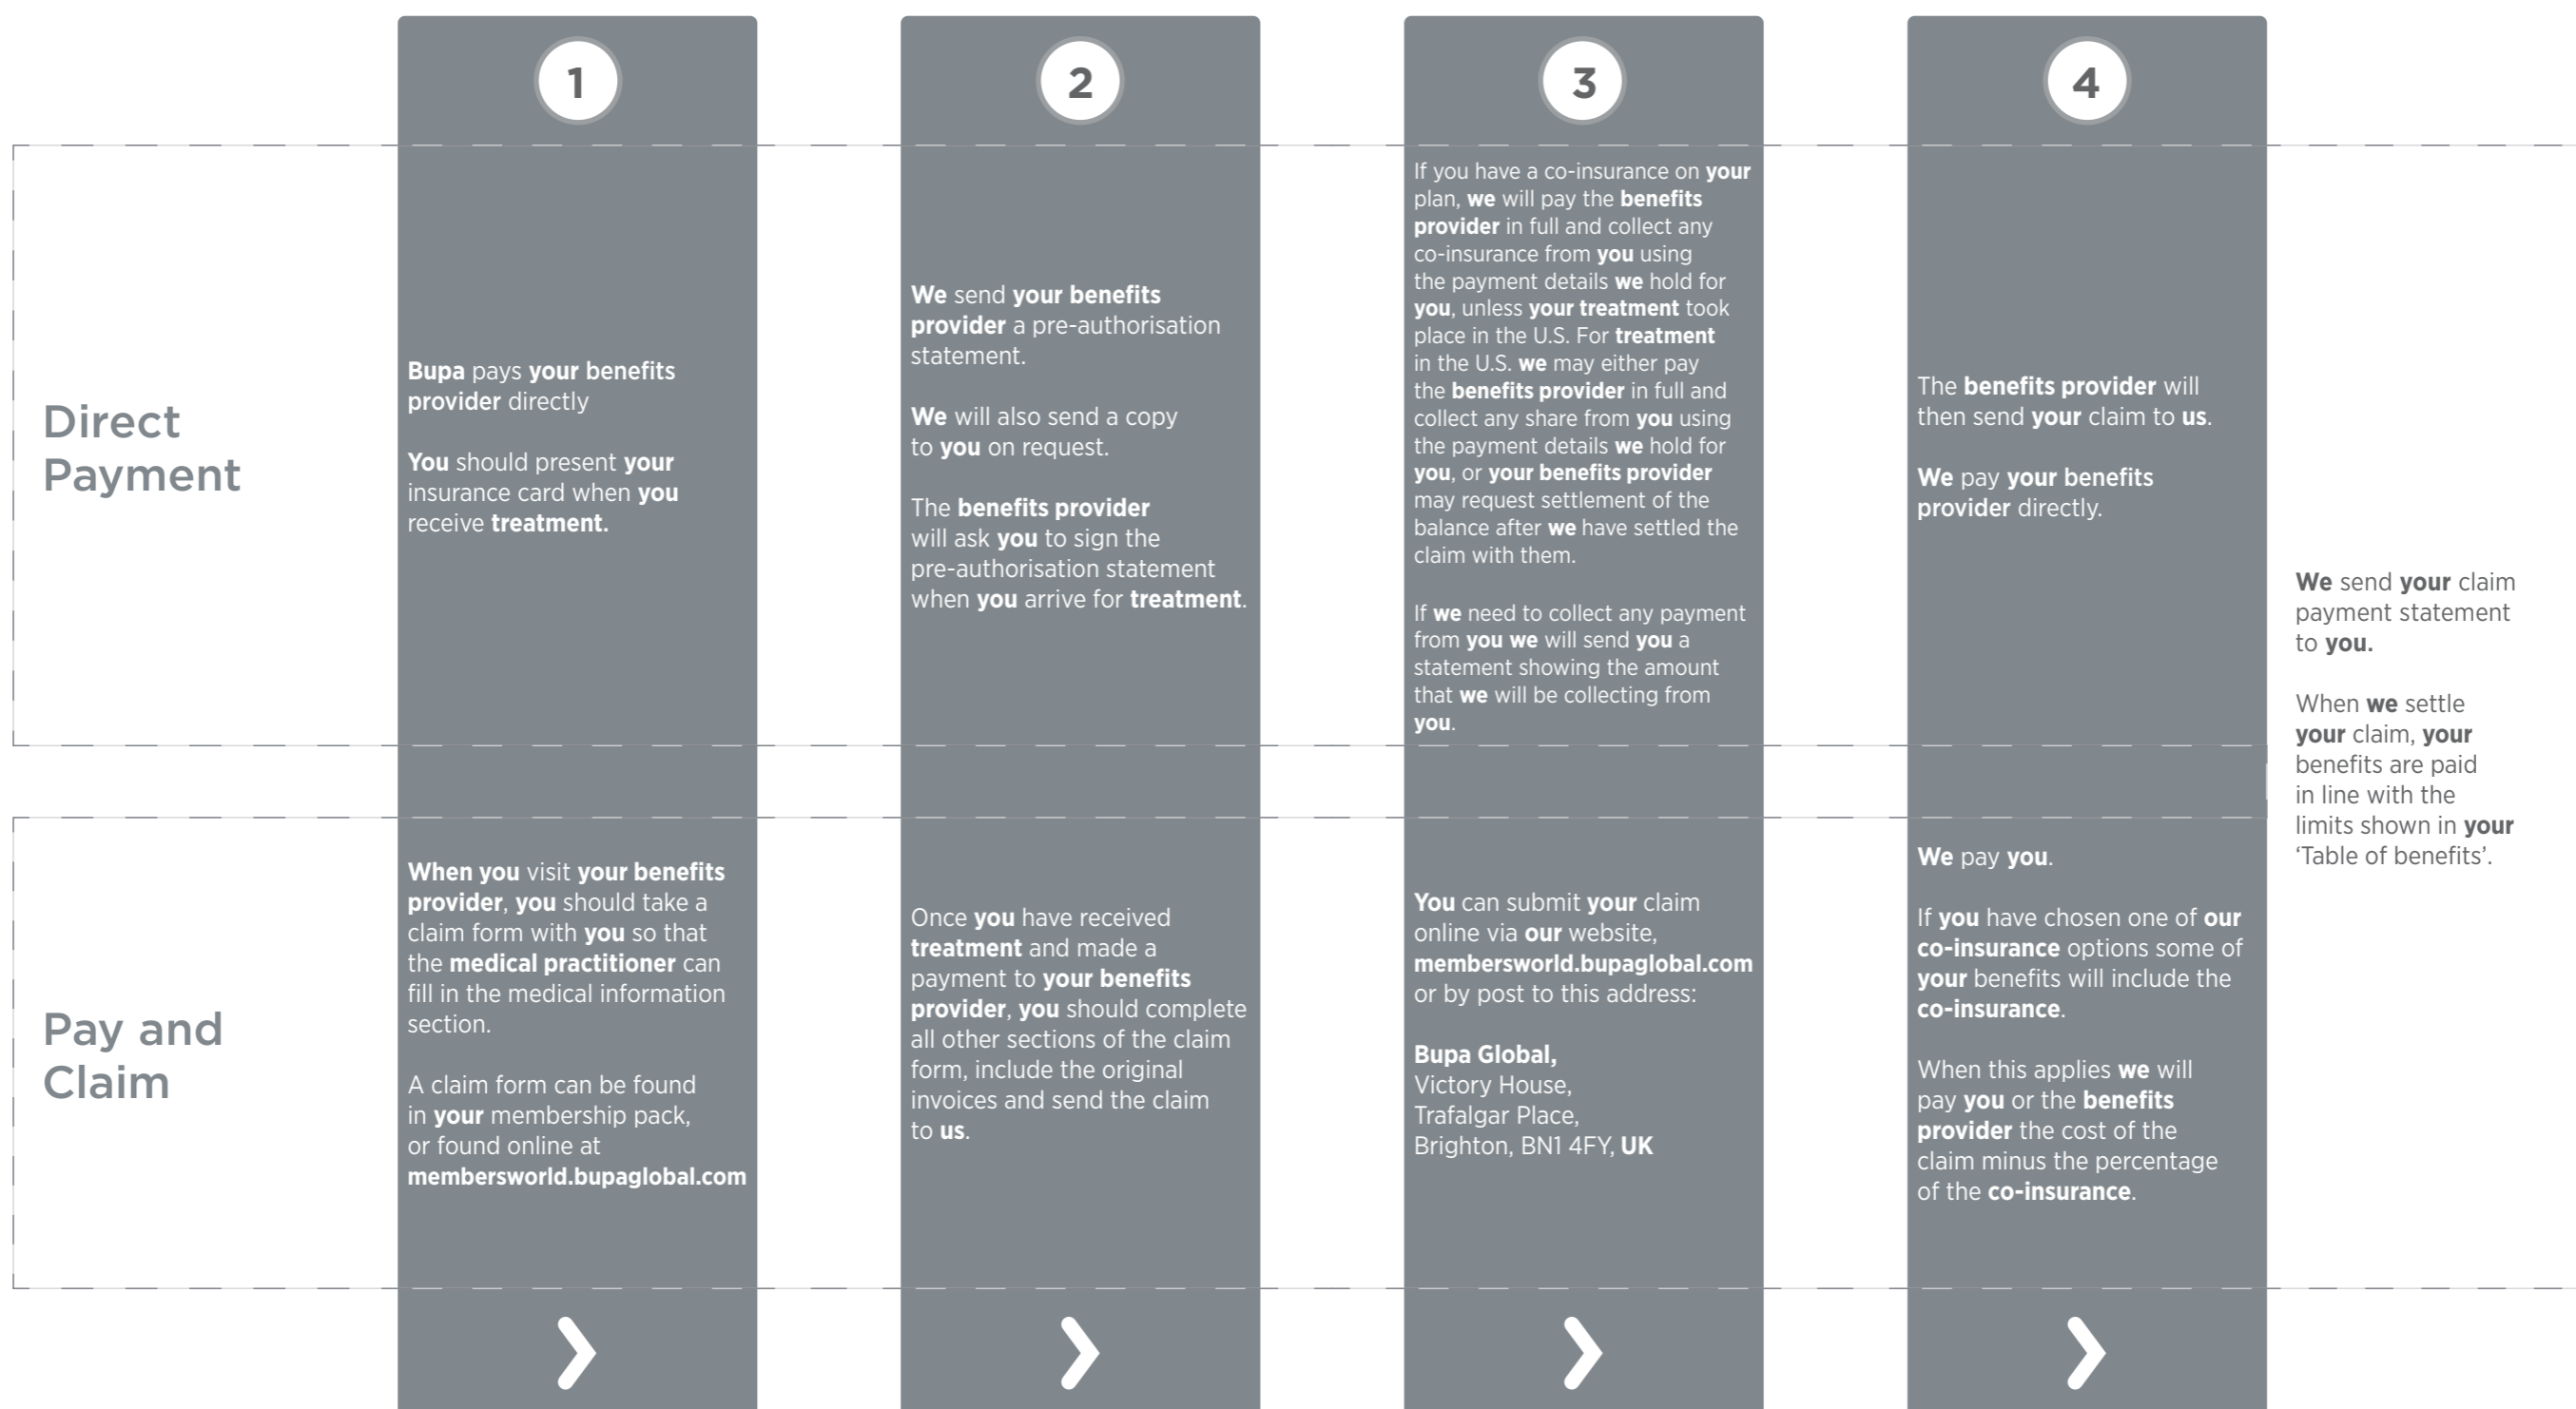 1
2
3
4
Direct
Payment
Bupa pays your benefits
provider directly
You should present your
insurance card when you
receive treatment.
We send your benefits
provider a pre-authorisation
statement.
We will also send a copy
to you on request.
The benefits provider
will ask you to sign the
pre-authorisation statement
when you arrive for treatment.
If you have a co-insurance on your
plan, we will pay the benefits
provider in full and collect any
co-insurance from you using
the payment details we hold for
you, unless your treatment took
place in the U.S. For treatment
in the U.S. we may either pay
the benefits provider in full and
collect any share from you using
the payment details we hold for
you, or your benefits provider
may request settlement of the
balance after we have settled the
claim with them.
If we need to collect any payment
from you we will send you a
statement showing the amount
that we will be collecting from
you.
The benefits provider will
then send your claim to us.
We pay your benefits
provider directly.
Pay and
Claim
When you visit your benefits
provider, you should take a
claim form with you so that
the medical practitioner can
fill in the medical information
section.
A claim form can be found
in your membership pack,
or found online at
membersworld.bupaglobal.com
Once you have received
treatment and made a
payment to your benefits
provider, you should complete
all other sections of the claim
form, include the original
invoices and send the claim
to us.
You can submit your claim
online via our website,
membersworld.bupaglobal.com
or by post to this address:
Bupa Global,
Victory House,
Trafalgar Place,
Brighton, BN1 4FY, UK
We pay you.
If you have chosen one of our
co-insurance options some of
your benefits will include the
co-insurance.
When this applies we will
pay you or the benefits
provider the cost of the
claim minus the percentage
of the co-insurance.
We send your claim
payment statement
to you.
When we settle
your claim, your
benefits are paid
in line with the
limits shown in your
‘Table of benefits’.